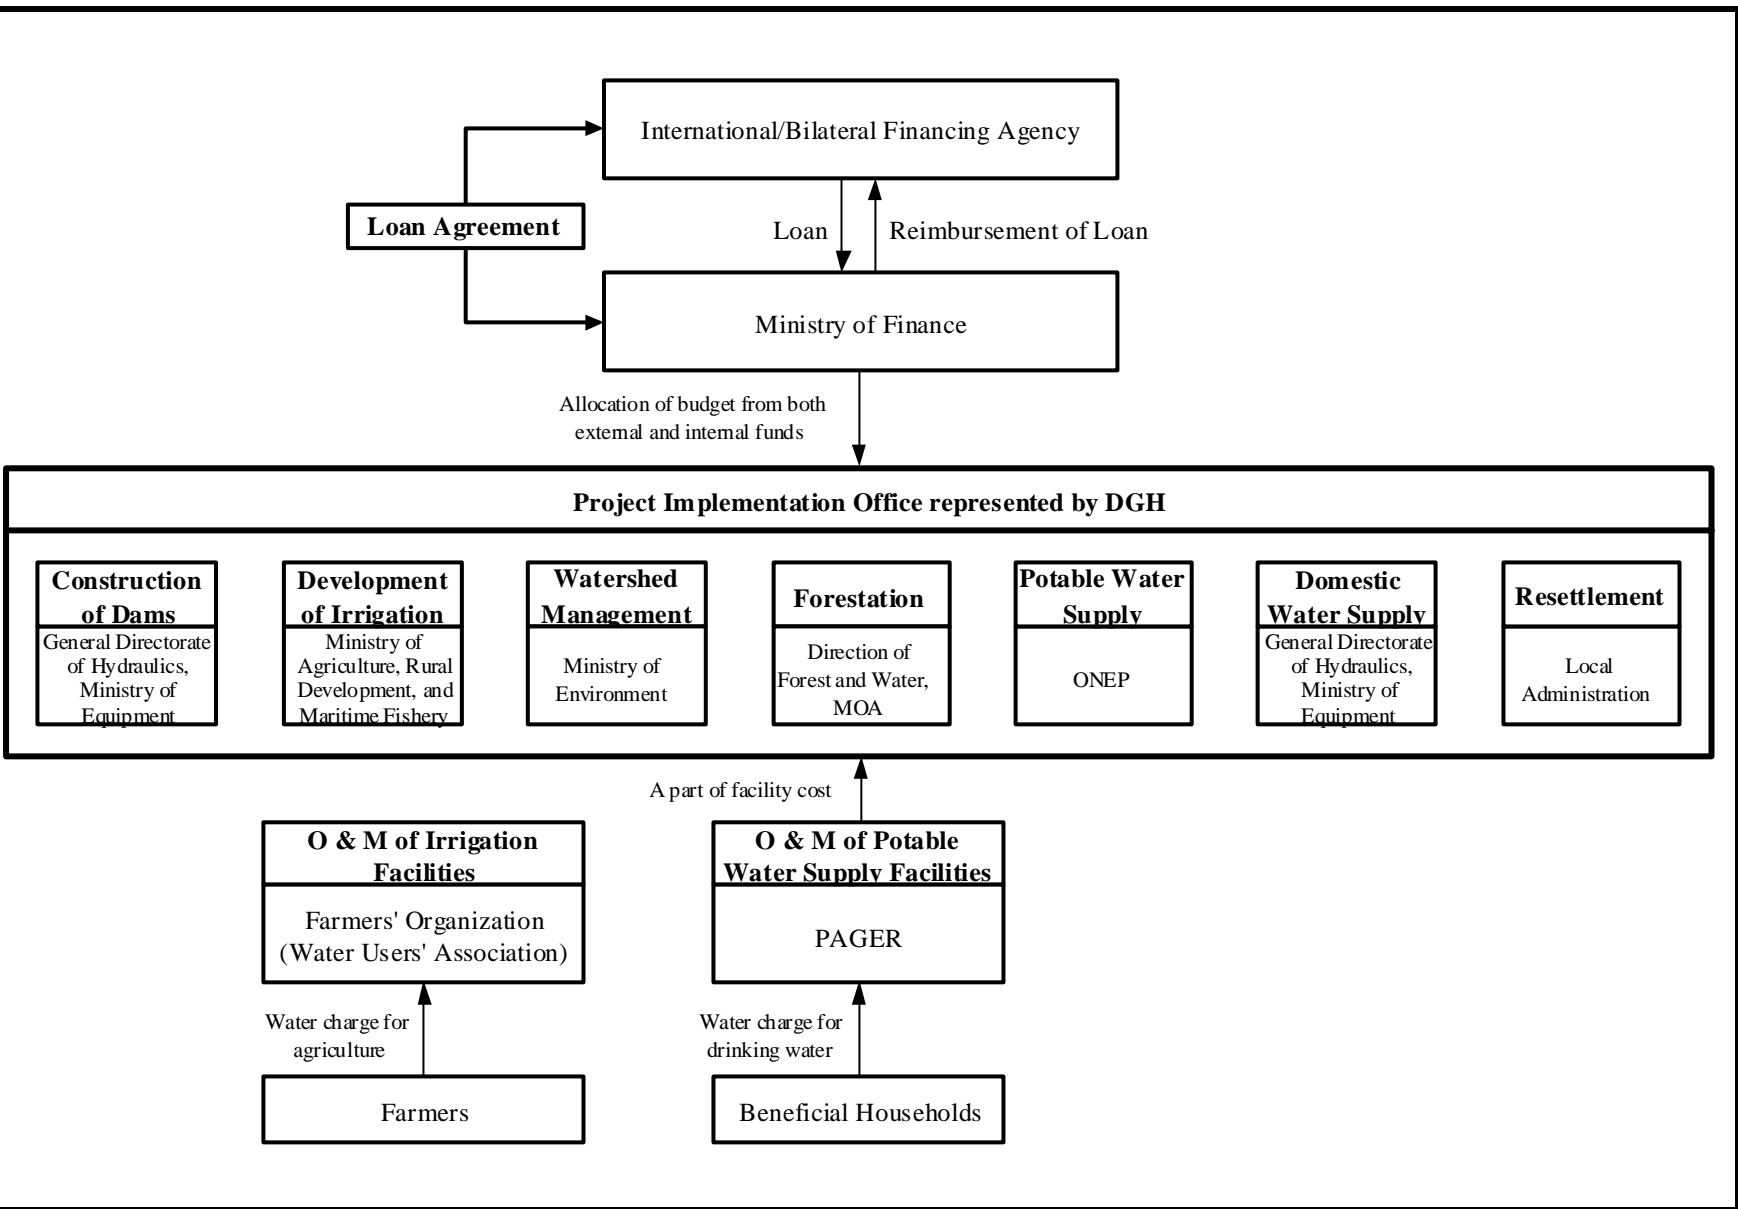 International/Bilateral Financing Agency
Loan Agreement
Loan
Reimbursement of Loan
Ministry of Finance
Allocation of budget from both
external and internal funds
Project Implementation Office represented by DGH
Construction
of Dams
General Directorate
of Hydraulics,
Ministry of
Equipment
Development
of Irrigation
Ministry of
Agriculture, Rural
Development, and
Maritime Fishery
Watershed
Management
Ministry of
Environment
Forestation
Direction of
Forest and Water,
MOA
Potable Water
Supply
ONEP
Domestic
Water Supply
General Directorate
of Hydraulics,
Ministry of
Equipment
Resettlement
Local
Administration
A part of facility cost
O & M of Irrigation
Facilities
Farmers' Organization
(Water Users' Association)
Water charge for
agriculture
Farmers
O & M of Potable
Water Supply Facilities
PAGER
Water charge for
drinking water
Beneficial Households